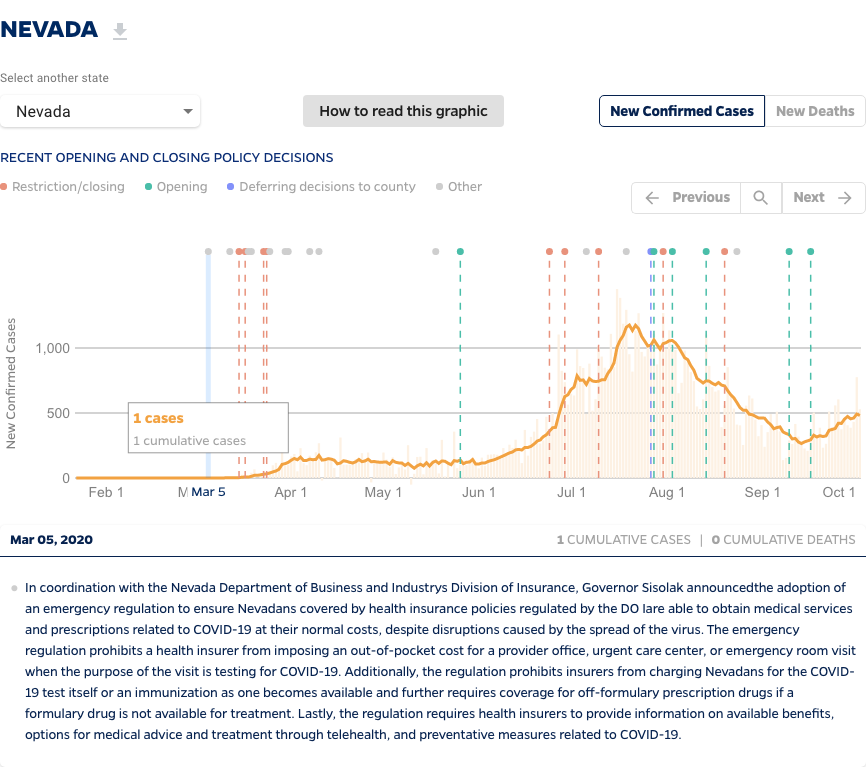 NEVADA
Select another state
Nevada
How to read this graphic
New Confirmed Cases
New Deaths
RECENT OPENING AND CLOSING POLICY DECISIONS
Restriction/closing
Opening
Deferring decisions to county
Other
Previous
Next
New Confirmed Cases
1,000
500
0
1 cases
1 cumulative cases
Feb 1
M
Mar 5
Apr 1
May 1
Jun 1
Jul 1
Aug 1
Sep 1
Oct 1
Mar 05, 2020
1 CUMULATIVE CASES | 0 CUMULATIVE DEATHS
In coordination with the Nevada Department of Business and Industrys Division of Insurance, Governor Sisolak announcedthe adoption of
an emergency regulation to ensure Nevadans covered by health insurance policies regulated by the DO Iare able to obtain medical services
and prescriptions related to COVID-19 at their normal costs, despite disruptions caused by the spread of the virus. The emergency
regulation prohibits a health insurer from imposing an out-of-pocket cost for a provider office, urgent care center, or emergency room visit
when the purpose of the visit is testing for COVID-19. Additionally, the regulation prohibits insurers from charging Nevadans for the COVID-
19 test itself or an immunization as one becomes available and further requires coverage for off-formulary prescription drugs if a
formulary drug is not available for treatment. Lastly, the regulation requires health insurers to provide information on available benefits,
options for medical advice and treatment through telehealth, and preventative measures related to COVID-19.